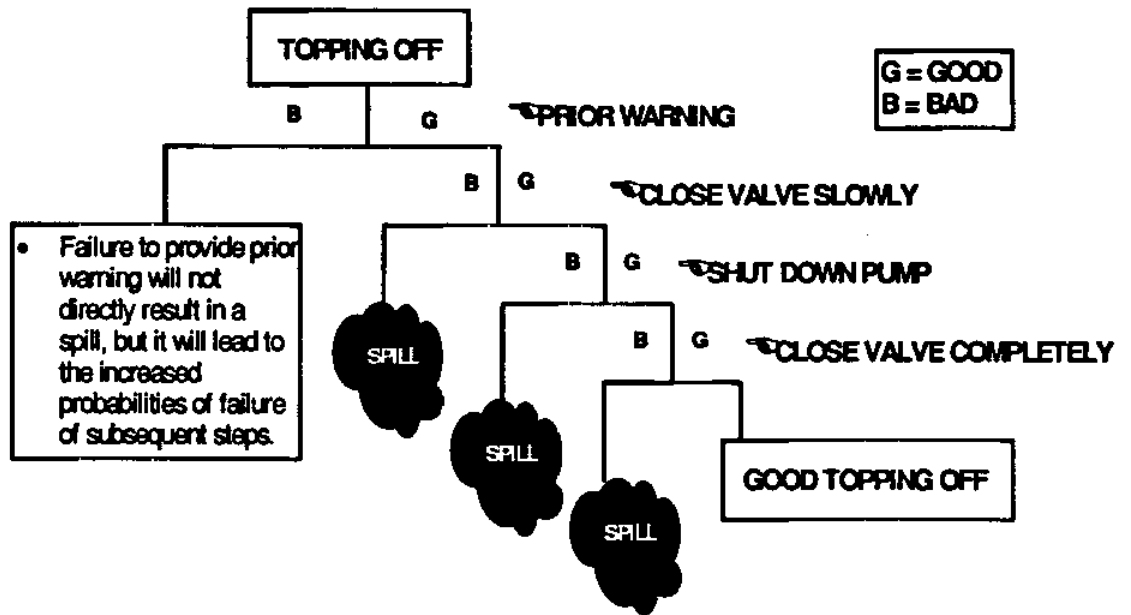 TOPPING OFF
G = GOOD
B = BAD
B
G
PRIOR WARNING
B
G
CLOSE VALVE SLOWLY
• Failure to provide prior
warning will not
directly result in a
spill, but it will lead to
the increased
probabilities of failure
of subsequent steps.
B
G
SHUT DOWN PUMP
SPILL
B
G
CLOSE VALVE COMPLETELY
SPILL
GOOD TOPPING OFF
SPILL